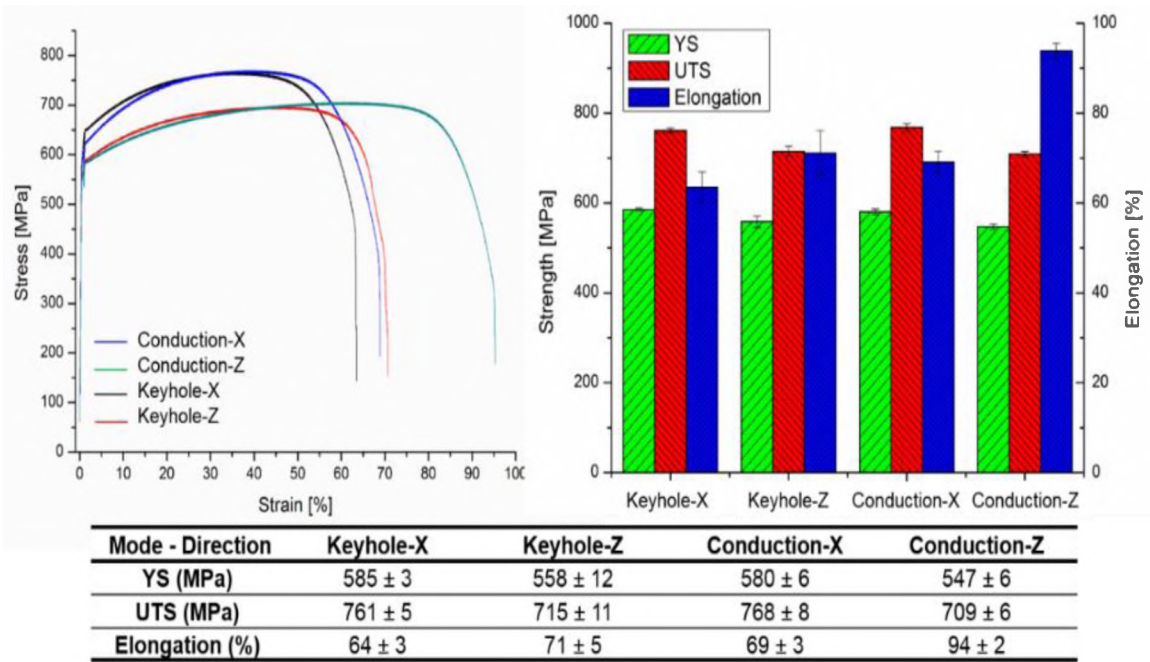 800
700
600
500
400
300
200
100
0
Stress [MPa]
Conduction-X
Conduction-Z
Keyhole-X
Keyhole-Z
0 10 20 30 40 50 60 70 80 90 100
Strain [%]
1000
800
600
400
200
0
Strength [MPa]
YS
UTS
Elongation
100
80
60
40
20
0
Elongation [%]
Keyhole-X Keyhole-Z Conduction-X Conduction-Z
Mode - Direction Keyhole-X Keyhole-Z Conduction-X Conduction-Z
YS (MPa) 585 ± 3 558 ± 12 580 ± 6 547 ± 6
UTS (MPa) 761 ± 5 715 ± 11 768 ± 8 709 ± 6
Elongation (%) 64 ± 3 71 ± 5 69 ± 3 94 ± 2